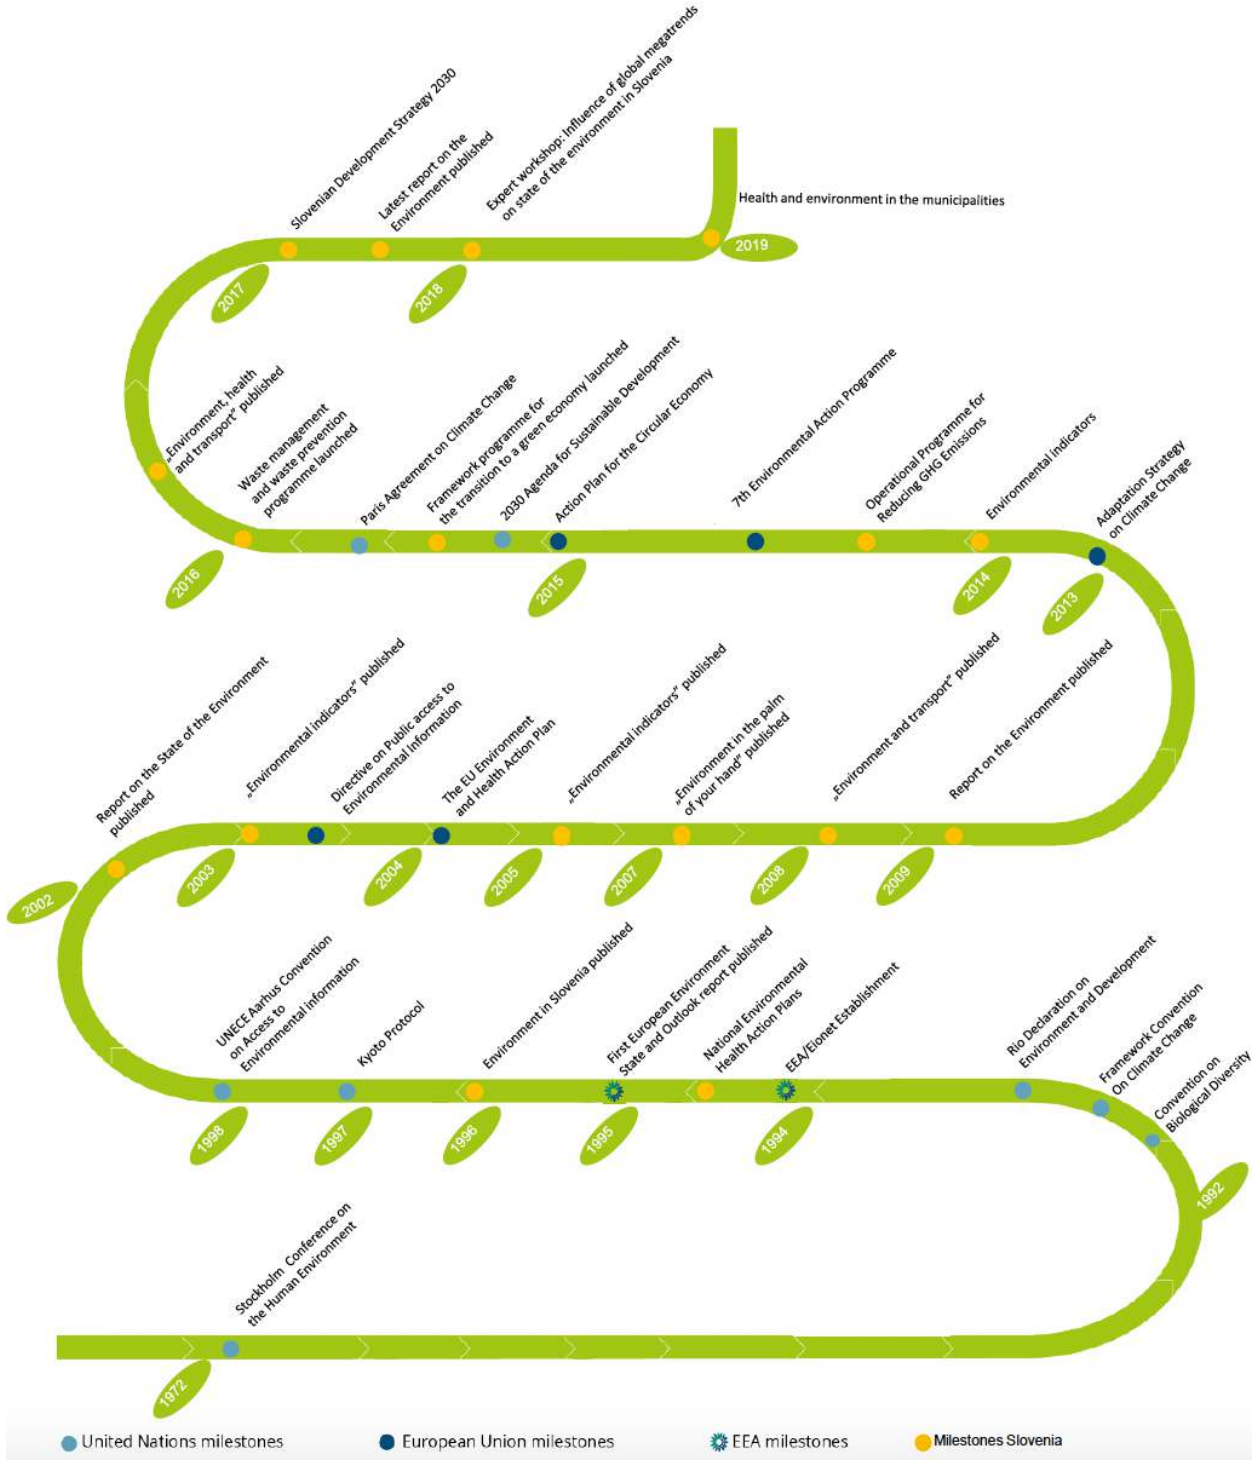 Slovenian Development Strategy 2030
Latest report on the
Environment published
Expert workshop: Influence of global megatrends
on state of the environment in Slovenia
Health and environment in the municipalities
2017
2018
2019
„Environment, health
and transport” published
Waste management
and waste prevention
programme launched
Paris Agreement on Climate Change
Framework programme for
the transition to a green economy launched
2030 Agenda for Sustainable Development
Action Plan for the Circular Economy
7th Environmental Action Programme
Operational Programme for
Reducing GHG Emissions
Environmental indicators
Adaptation Strategy
on Climate Change
2016
2015
2014
2013
Report on the State of the Environment
published
„Environmental indicators” published
Directive on Public access to
Environmental Information
The EU Environment
and Health Action Plan
„Environmental indicators” published
„Environment in the palm
of your hand” published
„Environment and transport” published
Report on the Environment published
2002
2003
2004
2005
2007
2008
2009
UNECE Aarhus Convention
on Access to
Environmental information
Kyoto Protocol
Environment in Slovenia published
First European Environment
State and Outlook report published
National Environmental
Health Action Plans
EEA/Eionet Establishment
Rio Declaration on
Environment and Development
Framework Convention
On Climate Change
Convention on
Biological Diversity
1998
1997
1996
1995
1994
1992
Stockholm Conference on
the Human Environment
1972
United Nations milestones
European Union milestones
EEA milestones
Milestones Slovenia